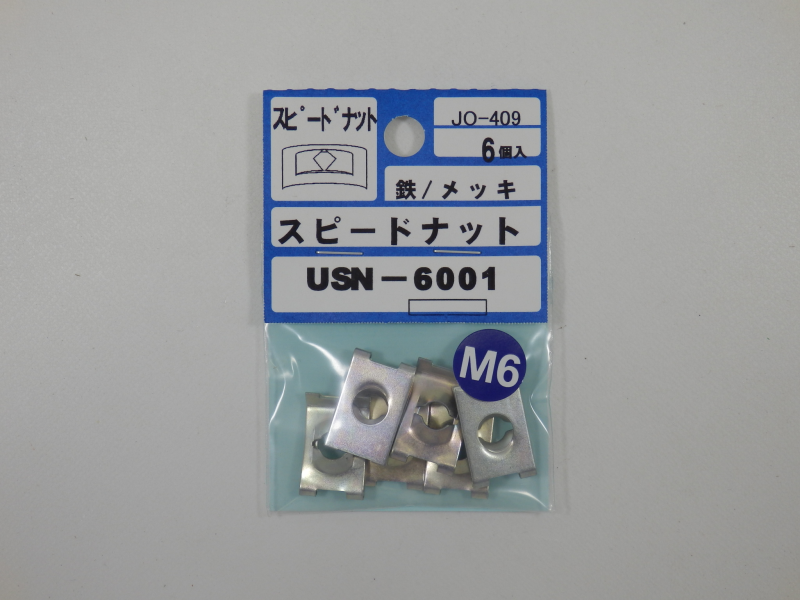 スピードナット
JO-409
6個入
鉄/メッキ
スピードナット
USN-6001
M6